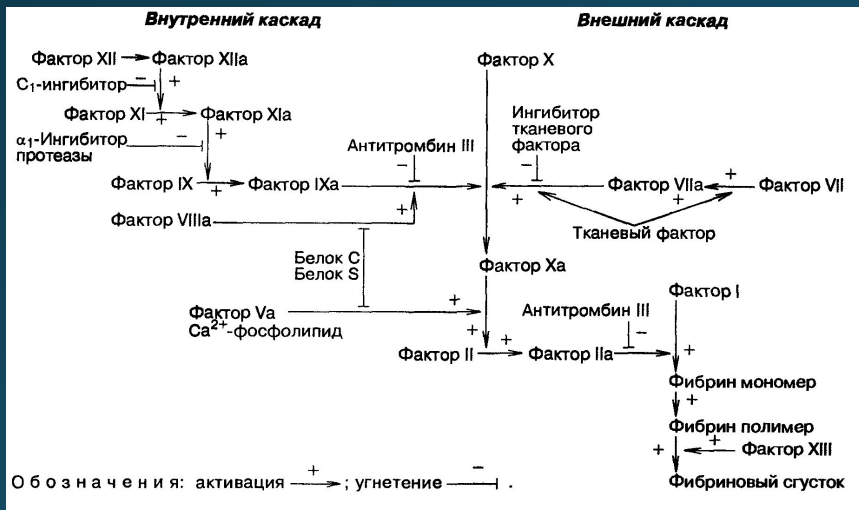 Внутренний каскад
Внешний каскад
Фактор XII
Фактор XIIa
Фактор X
С₁-ингибитор
−
+
Фактор XI
+
Фактор XIa
Ингибитор
тканевого
фактора
α₁-Ингибитор
протеазы
−
+
Антитромбин III
−
−
Фактор IX
+
Фактор IXa
Фактор VIIa
+
Фактор VII
+
+
+
Фактор VIIIa
Тканевый фактор
Белок С
Белок S
Фактор Xa
Фактор I
Фактор Va
Ca²⁺-фосфолипид
+
+
Антитромбин III
−
Фактор II
+
Фактор IIa
+
Фибрин мономер
+
Фибрин полимер
+
+
Фактор XIII
Фибриновый сгусток
Обозначения: активация + ; угнетение − .